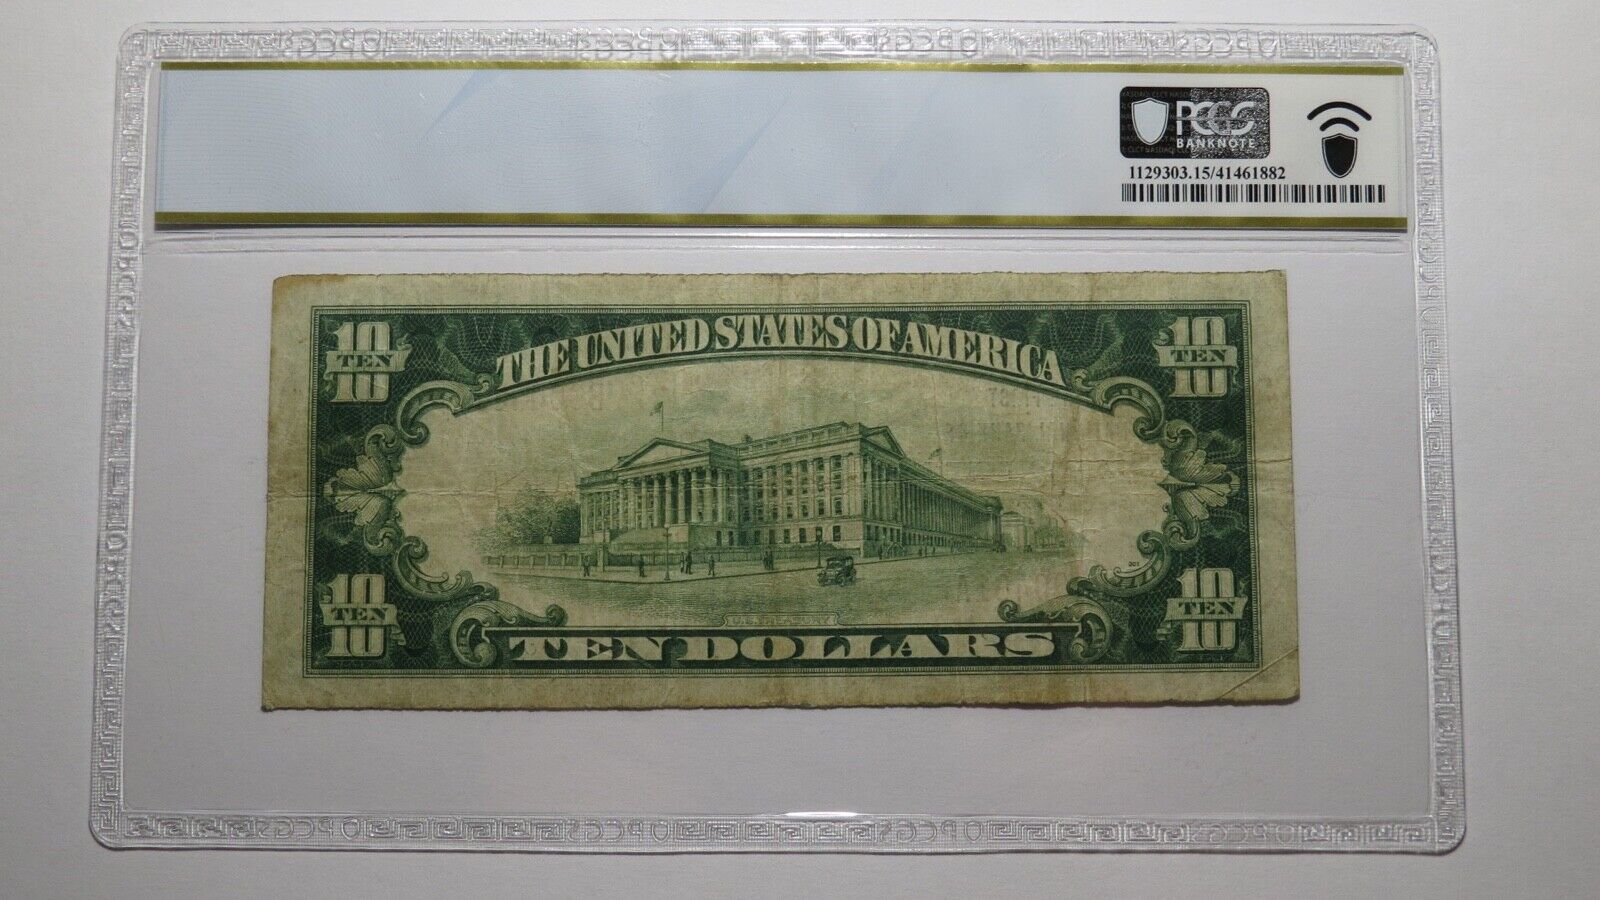 PCGS
BANKNOTE
1129303.15/41461882
THE UNITED STATES OF AMERICA
10
TEN
10
10
TEN
10
10
TEN
10
10
TEN
10
U.S. TREASURY
TEN DOLLARS